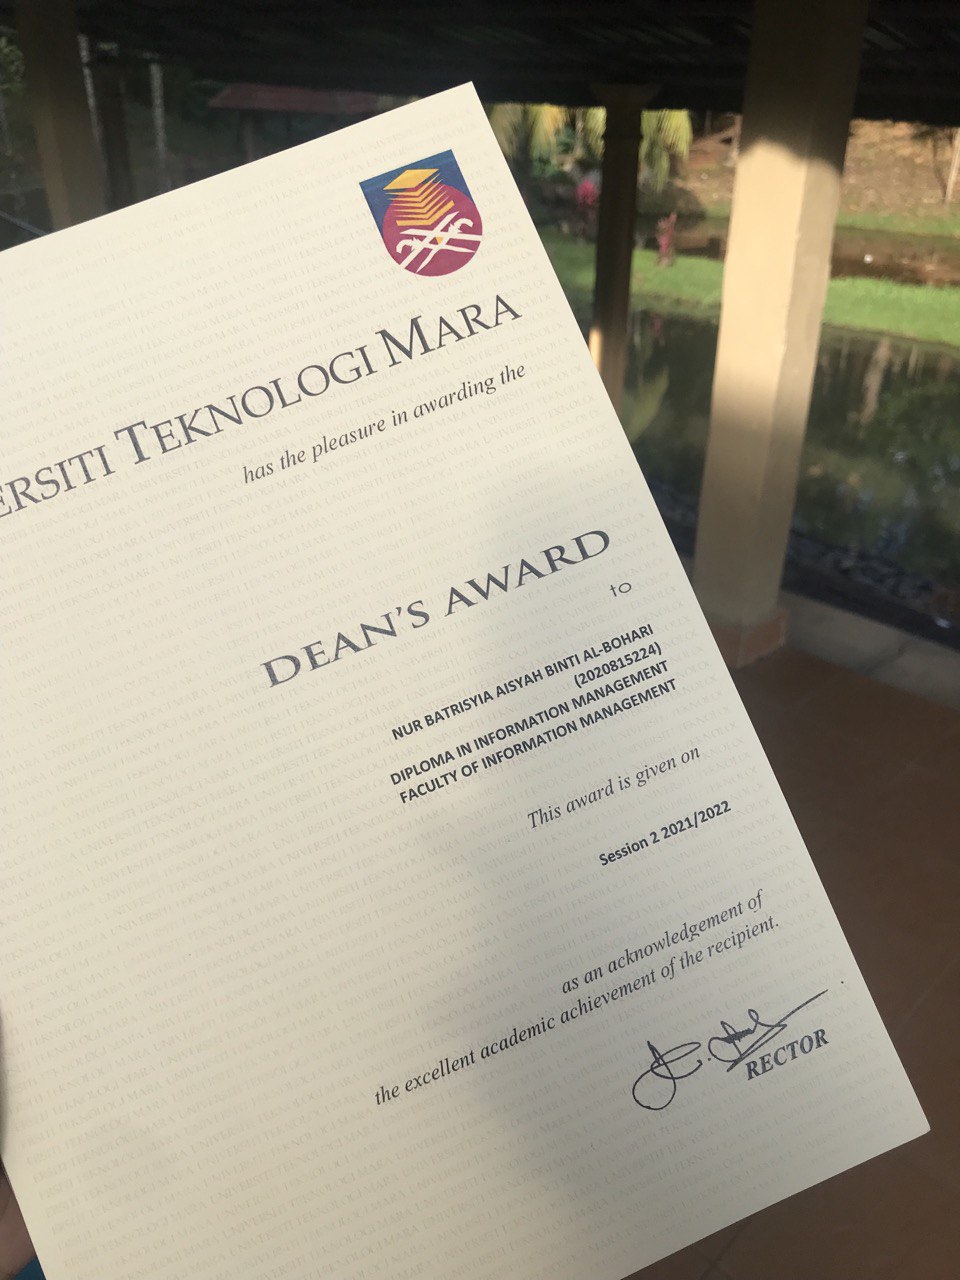 ERSITI TEKNOLOGI MARA
has the pleasure in awarding the
DEAN'S AWARD
to
NUR BATRISYIA AISYAH BINTI AL-BOHARI
(2020815224)
DIPLOMA IN INFORMATION MANAGEMENT
FACULTY OF INFORMATION MANAGEMENT
This award is given on
Session 2 2021/2022
as an acknowledgement of
the excellent academic achievement of the recipient.
RECTOR